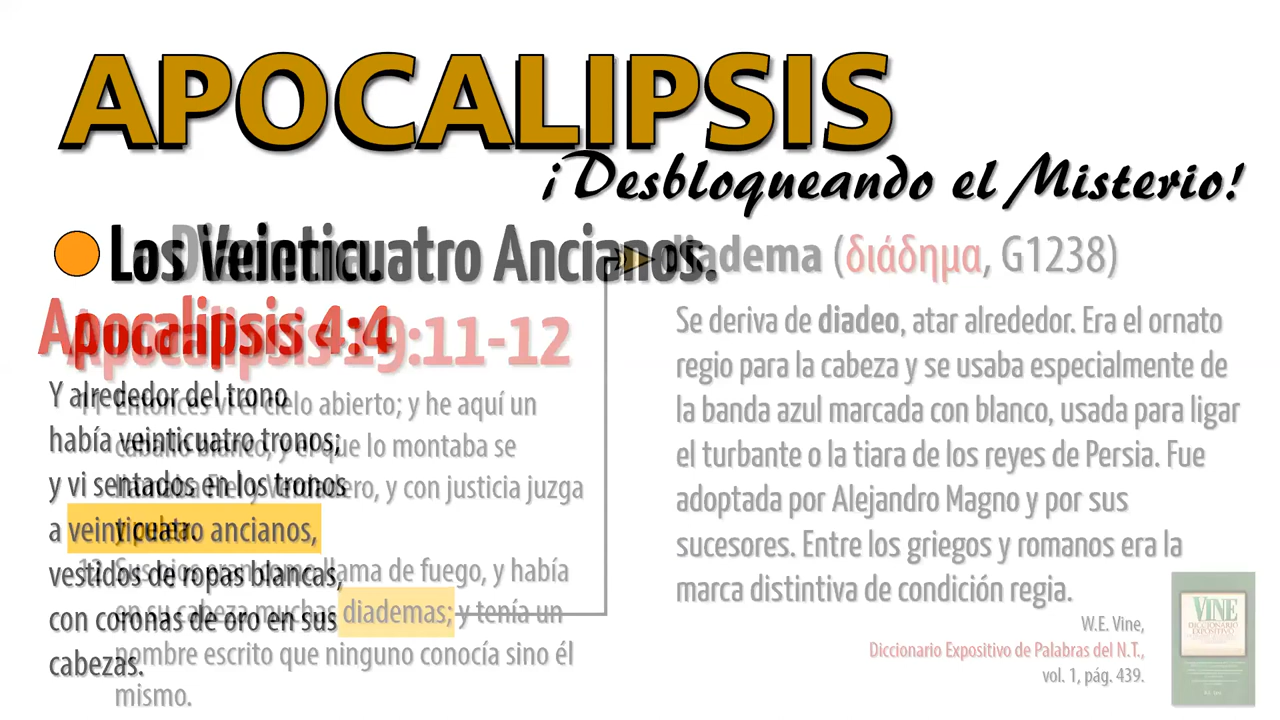 APOCALIPSIS
¡Desbloqueando el Misterio!
Los Veinticuatro Ancianos.
Apocalipsis 4:4
Y alrededor del trono
había veinticuatro tronos;
y vi sentados en los tronos
a veinticuatro ancianos,
vestidos de ropas blancas,
con coronas de oro en sus
cabezas.
Diadema.
Apocalipsis 19:11-12
11 Entonces vi el cielo abierto; y he aquí un
caballo blanco, y el que lo montaba se
llamaba Fiel y Verdadero, y con justicia juzga
y pelea.
12 Sus ojos eran como llama de fuego, y había
en su cabeza muchas diademas; y tenía un
nombre escrito que ninguno conocía sino él
mismo.
diadema (διάδημα, G1238)
Se deriva de diadeo, atar alrededor. Era el ornato
regio para la cabeza y se usaba especialmente de
la banda azul marcada con blanco, usada para ligar
el turbante o la tiara de los reyes de Persia. Fue
adoptada por Alejandro Magno y por sus
sucesores. Entre los griegos y romanos era la
marca distintiva de condición regia.
W.E. Vine,
Diccionario Expositivo de Palabras del N.T.,
vol. 1, pág. 439.
VINE
DICCIONARIO
EXPOSITIVO